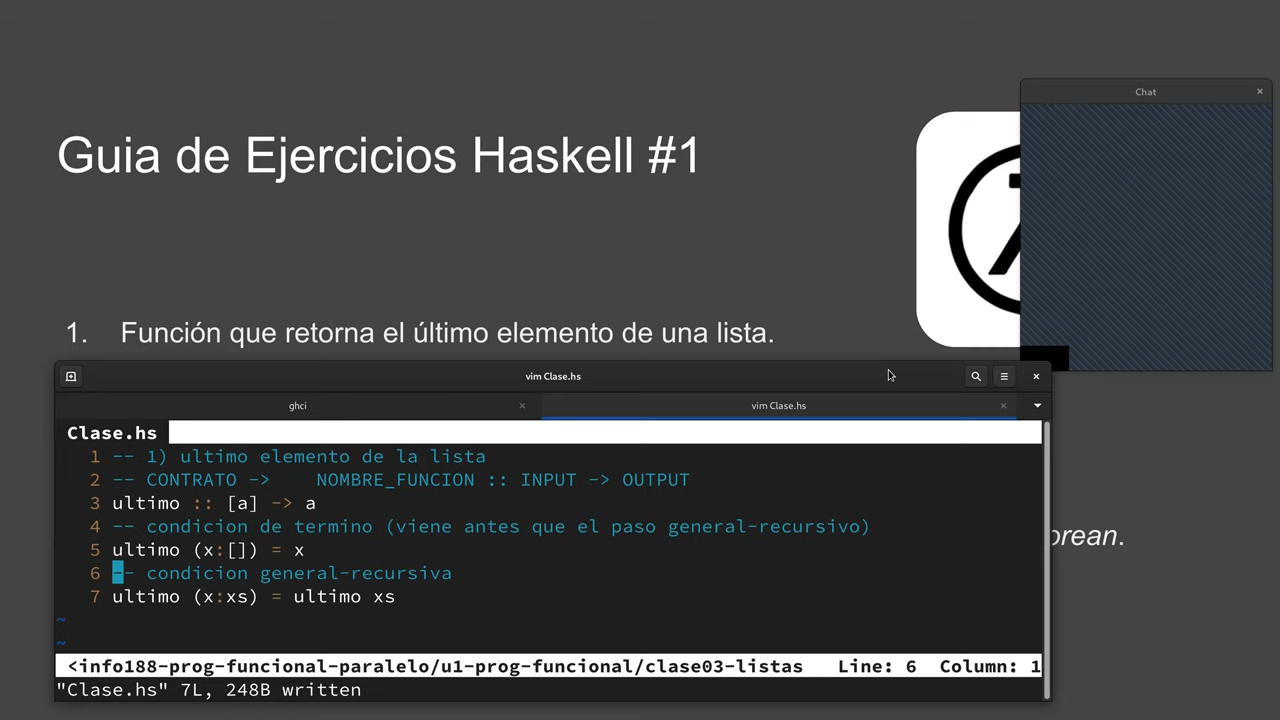 Guia de Ejercicios Haskell #1
Chat
1. Función que retorna el último elemento de una lista.
vim Clase.hs
ghci
vim Clase.hs
Clase.hs
1 -- 1) ultimo elemento de la lista
2 -- CONTRATO ->    NOMBRE_FUNCION :: INPUT -> OUTPUT
3 ultimo :: [a] -> a
4 -- condicion de termino (viene antes que el paso general-recursivo)
5 ultimo (x:[]) = x
6 -- condicion general-recursiva
7 ultimo (x:xs) = ultimo xs
~
~
<info188-prog-funcional-paralelo/u1-prog-funcional/clase03-listas   Line: 6  Column: 1
"Clase.hs" 7L, 248B written
orean.